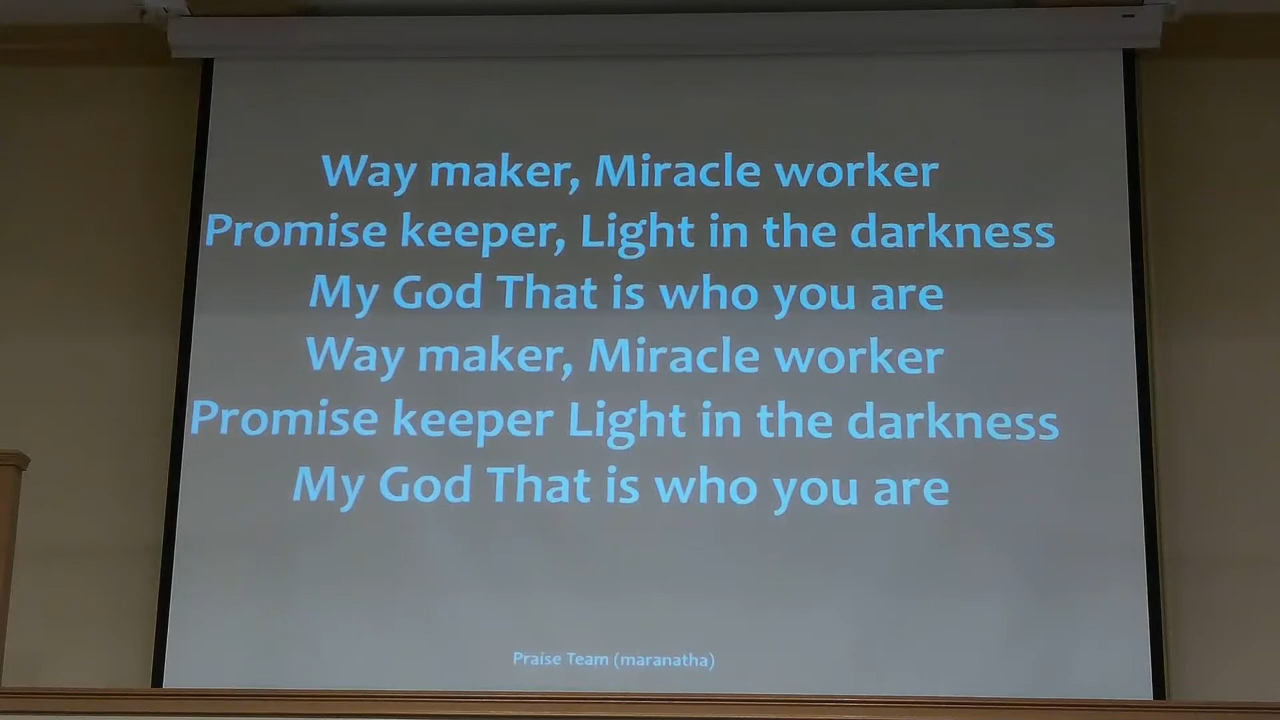 Way maker, Miracle worker
Promise keeper, Light in the darkness
My God That is who you are
Way maker, Miracle worker
Promise keeper Light in the darkness
My God That is who you are
Praise Team (maranatha)